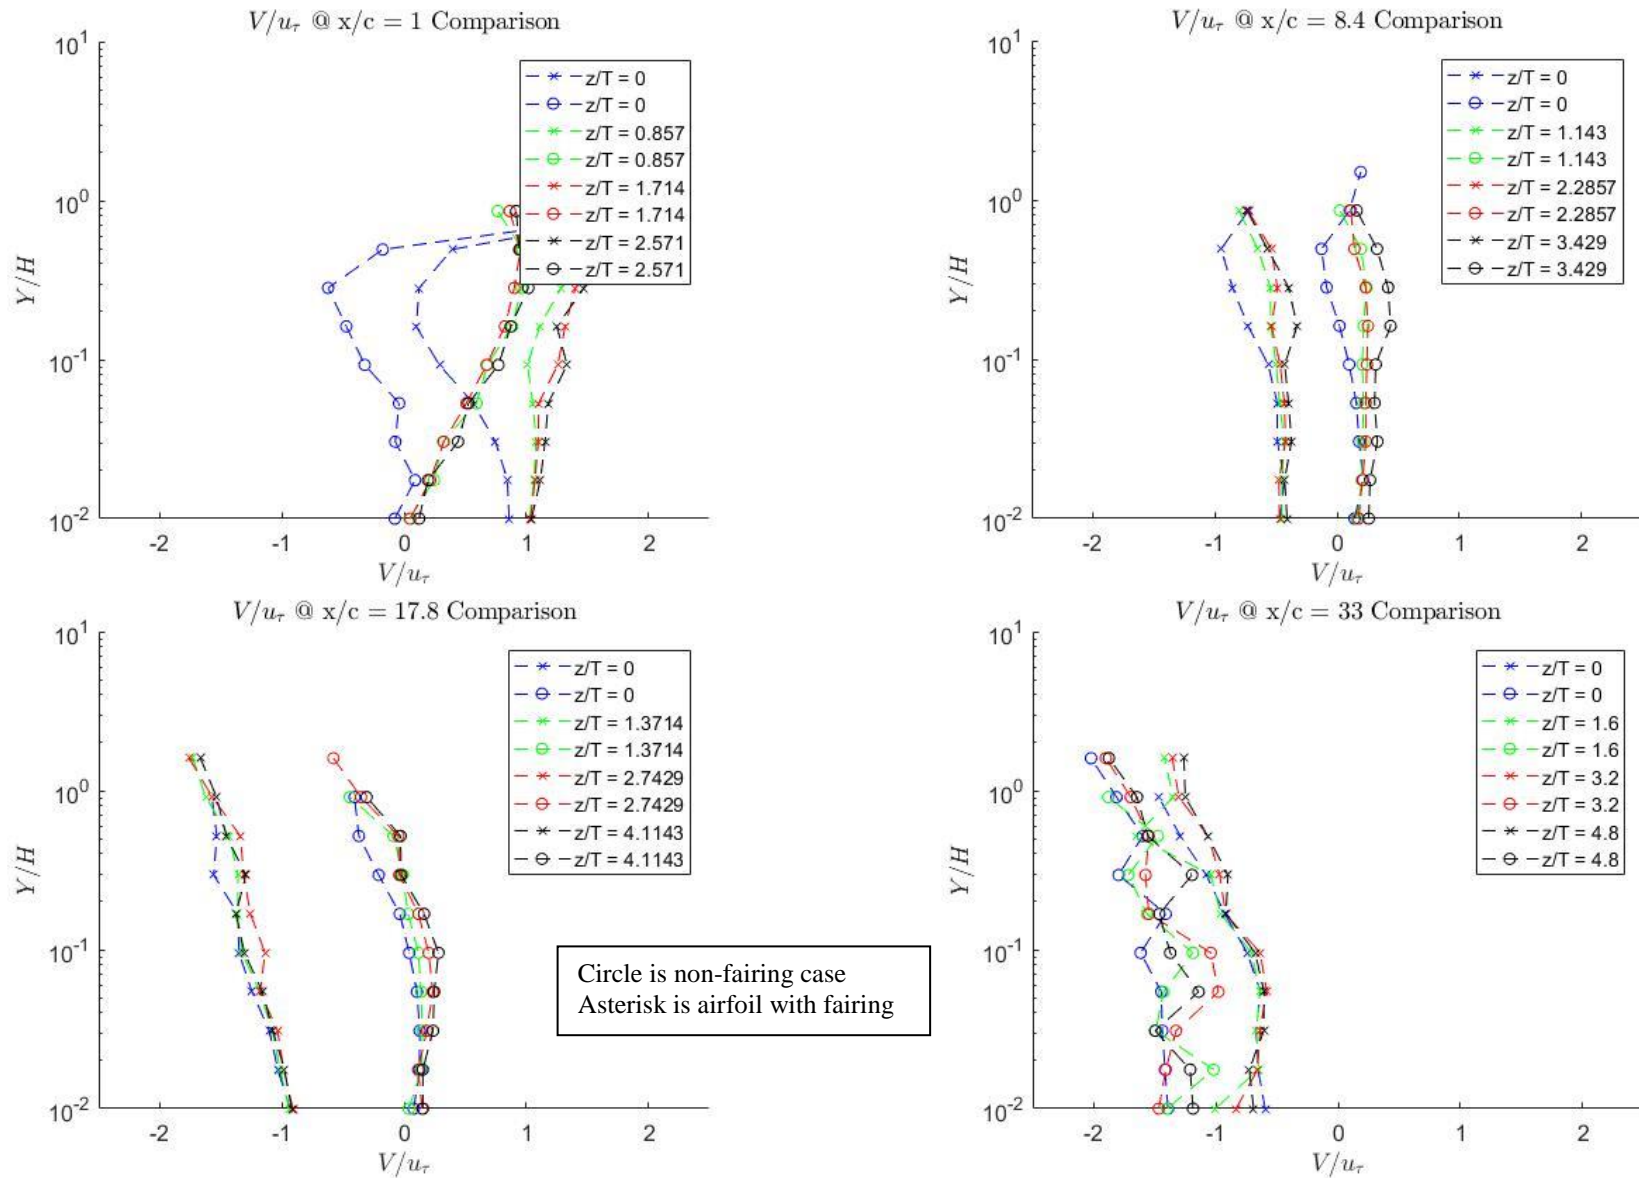 V/uτ @ x/c = 1 Comparison
10^1
10^0
10^-1
10^-2
Y/H
-2 -1 0 1 2
V/uτ
z/T = 0
z/T = 0
z/T = 0.857
z/T = 0.857
z/T = 1.714
z/T = 1.714
z/T = 2.571
z/T = 2.571
V/uτ @ x/c = 8.4 Comparison
10^1
10^0
10^-1
10^-2
Y/H
-2 -1 0 1 2
V/uτ
z/T = 0
z/T = 0
z/T = 1.143
z/T = 1.143
z/T = 2.2857
z/T = 2.2857
z/T = 3.429
z/T = 3.429
V/uτ @ x/c = 17.8 Comparison
10^1
10^0
10^-1
10^-2
Y/H
-2 -1 0 1 2
V/uτ
z/T = 0
z/T = 0
z/T = 1.3714
z/T = 1.3714
z/T = 2.7429
z/T = 2.7429
z/T = 4.1143
z/T = 4.1143
Circle is non-fairing case
Asterisk is airfoil with fairing
V/uτ @ x/c = 33 Comparison
10^1
10^0
10^-1
10^-2
Y/H
-2 -1 0 1 2
V/uτ
z/T = 0
z/T = 0
z/T = 1.6
z/T = 1.6
z/T = 3.2
z/T = 3.2
z/T = 4.8
z/T = 4.8